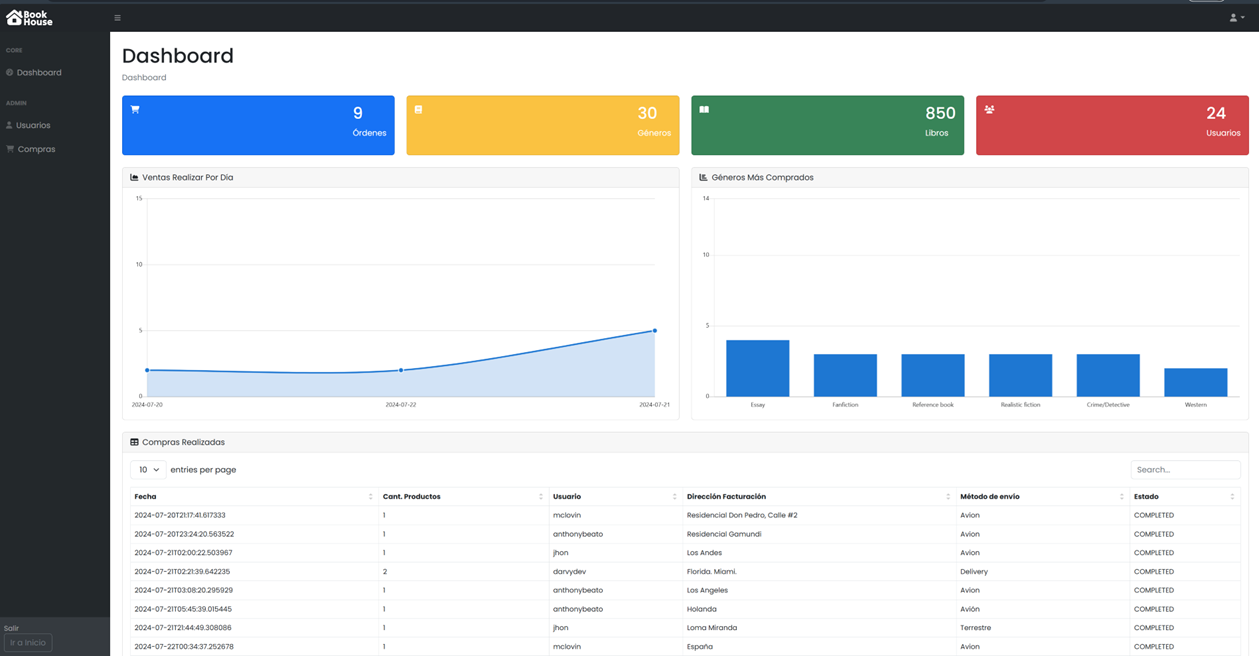 Book
House
CORE
Dashboard
ADMIN
Usuarios
Compras
Salir
Ir a Inicio
Dashboard
Dashboard
9
Órdenes
30
Géneros
850
Libros
24
Usuarios
Ventas Realizar Por Dia
15
10
5
0
2024-07-20 2024-07-22 2024-07-21
Géneros Más Comprados
14
10
5
0
Essay Fanfiction Reference book Realistic fiction Crime/Detective Western
Compras Realizadas
10 entries per page Search...
Fecha Cant. Productos Usuario Dirección Facturación Método de envio Estado
2024-07-20T21:17:41.617333 1 mclovin Residencial Don Pedro, Calle #2 Avion COMPLETED
2024-07-20T23:24:20.563522 1 anthonybeato Residencial Gamundi Avion COMPLETED
2024-07-21T02:00:22.503967 1 jhon Los Andes Avion COMPLETED
2024-07-21T02:21:39.642235 2 darvydev Florida. Miami. Delivery COMPLETED
2024-07-21T03:08:20.295929 1 anthonybeato Los Angeles Avion COMPLETED
2024-07-21T05:45:39.015445 1 anthonybeato Holanda Avión COMPLETED
2024-07-21T21:44:49.308086 1 jhon Loma Miranda Terrestre COMPLETED
2024-07-22T00:34:37.252678 1 mclovin España Avion COMPLETED